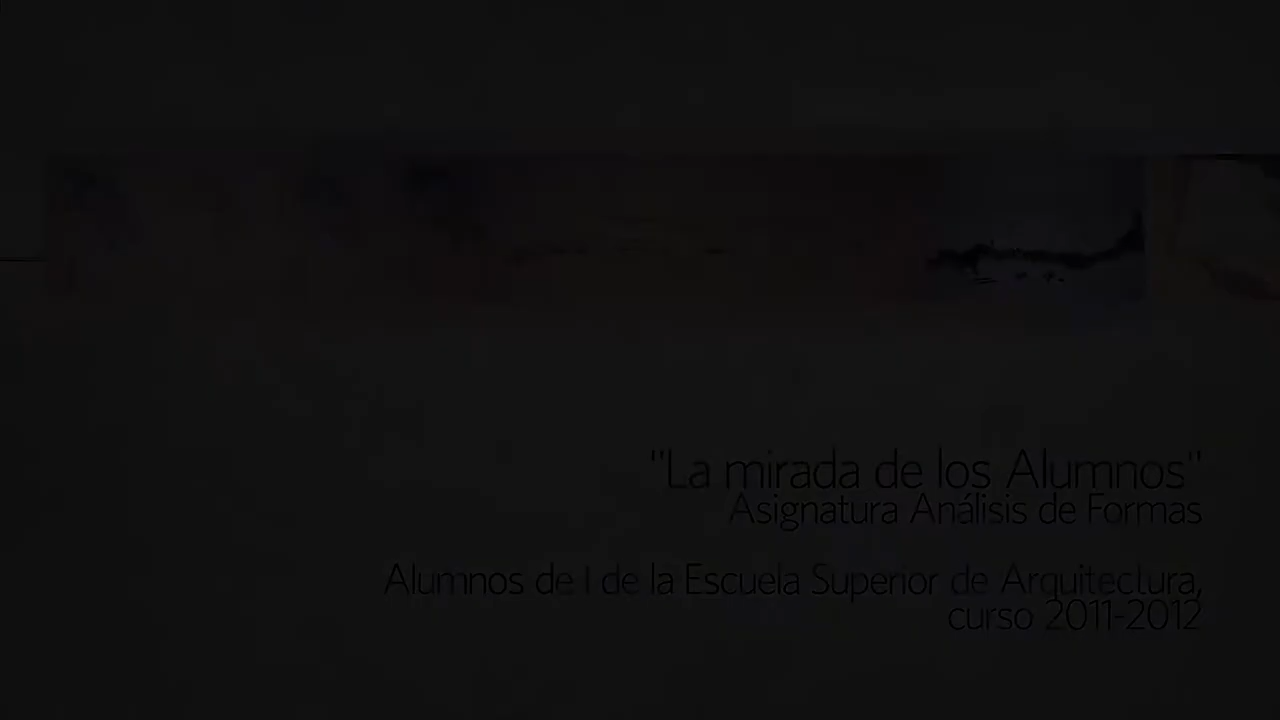 "La mirada de los Alumnos"
Asignatura Análisis de Formas
Alumnos de I de la Escuela Superior de Arquitectura,
curso 2011-2012